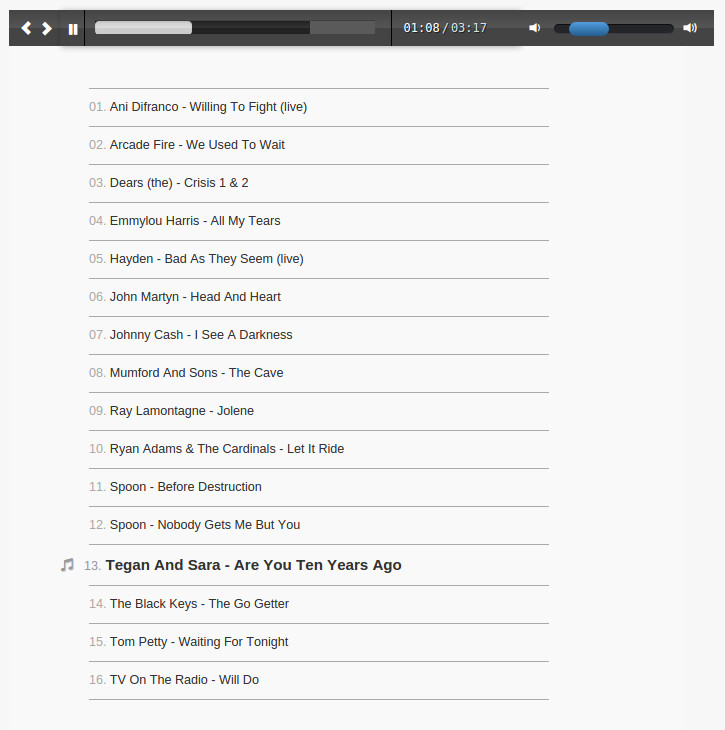 01:08/03:17
01. Ani Difranco - Willing To Fight (live)
02. Arcade Fire - We Used To Wait
03. Dears (the) - Crisis 1 & 2
04. Emmylou Harris - All My Tears
05. Hayden - Bad As They Seem (live)
06. John Martyn - Head And Heart
07. Johnny Cash - I See A Darkness
08. Mumford And Sons - The Cave
09. Ray Lamontagne - Jolene
10. Ryan Adams & The Cardinals - Let It Ride
11. Spoon - Before Destruction
12. Spoon - Nobody Gets Me But You
13. Tegan And Sara - Are You Ten Years Ago
14. The Black Keys - The Go Getter
15. Tom Petty - Waiting For Tonight
16. TV On The Radio - Will Do